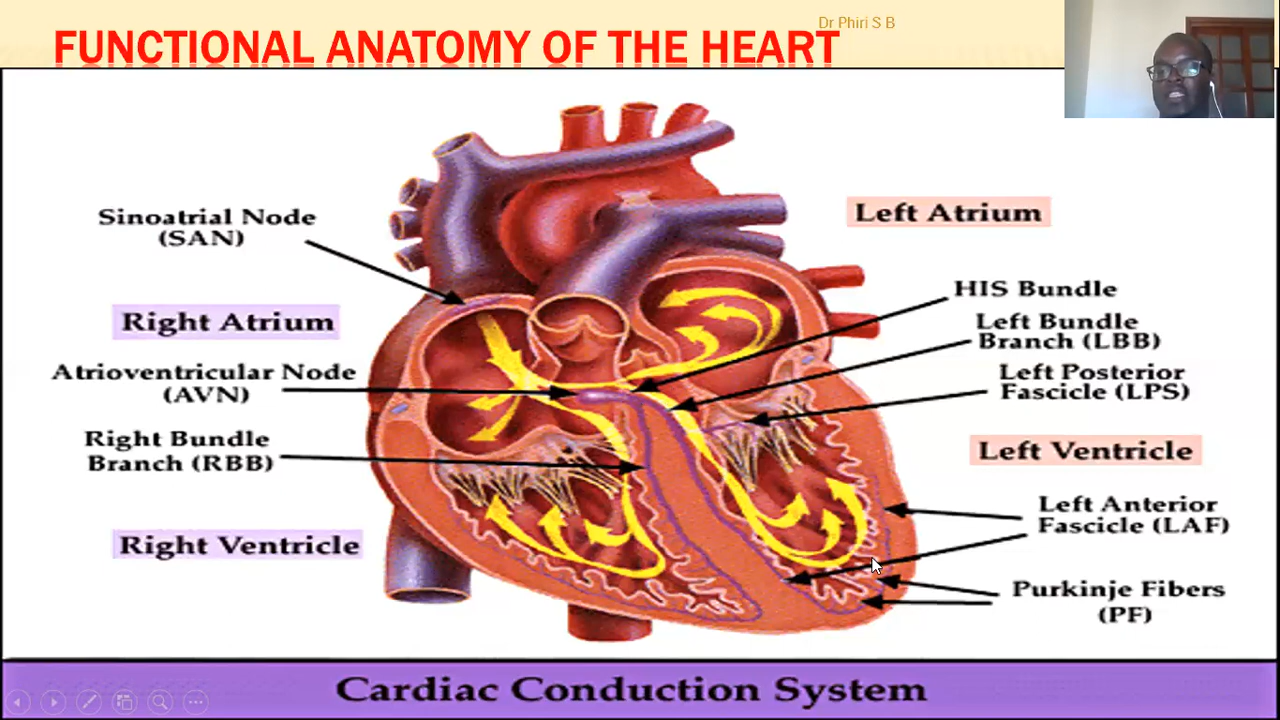 Dr Phiri S B
FUNCTIONAL ANATOMY OF THE HEART
Sinoatrial Node
(SAN)
Right Atrium
Atrioventricular Node
(AVN)
Right Bundle
Branch (RBB)
Right Ventricle
Left Atrium
HIS Bundle
Left Bundle
Branch (LBB)
Left Posterior
Fascicle (LPS)
Left Ventricle
Left Anterior
Fascicle (LAF)
Purkinje Fibers
(PF)
Cardiac Conduction System